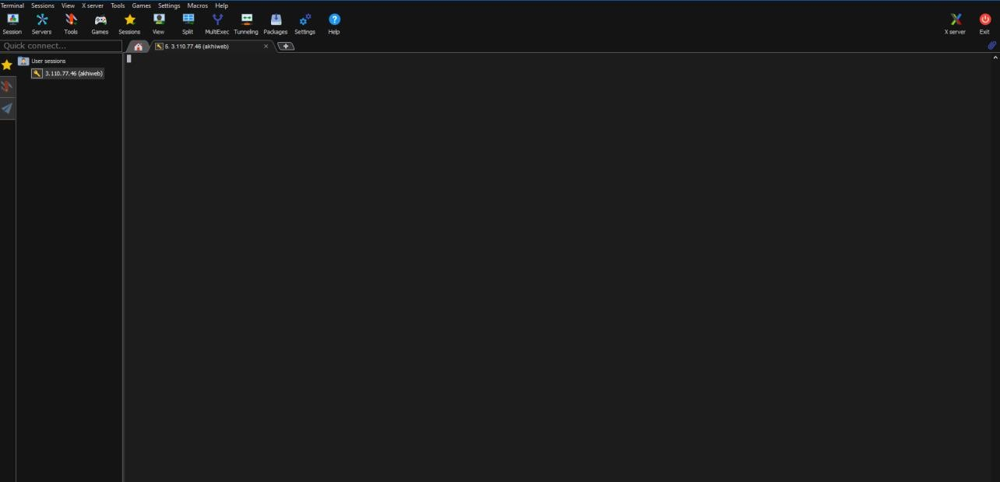 Terminal Sessions View X server Tools Games Settings Macros Help
Session Servers Tools Games Sessions View Split MultiExec Tunneling Packages Settings Help X server Exit
Quick connect... 5. 3.110.77.46 (akhiweb)
User sessions
3.110.77.46 (akhiweb)